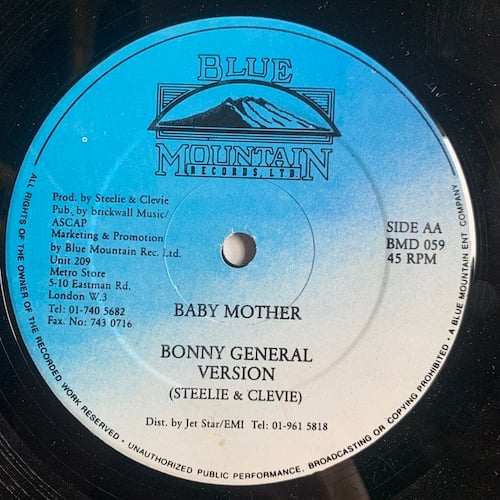 BLUE
MOUNTAIN
RECORDS, LTD.
Prod. by Steelie & Clevie
Pub. by brickwall Music/
ASCAP
Marketing & Promotion
by Blue Mountain Rec. Ltd.
Unit 209
Metro Store
5-10 Eastman Rd.
London W.3
Tel: 01-740 5682
Fax. No: 743 0716
SIDE AA
BMD 059
45 RPM
BABY MOTHER
BONNY GENERAL
VERSION
(STEELIE & CLEVIE)
Dist. by Jet Star/EMI Tel: 01-961 5818
ALL RIGHTS OF THE OWNER OF THE RECORDED WORK RESERVED • UNAUTHORIZED PUBLIC PERFORMANCE, BROADCASTING OR COPYING PROHIBITED • A BLUE MOUNTAIN ENT. COMPANY